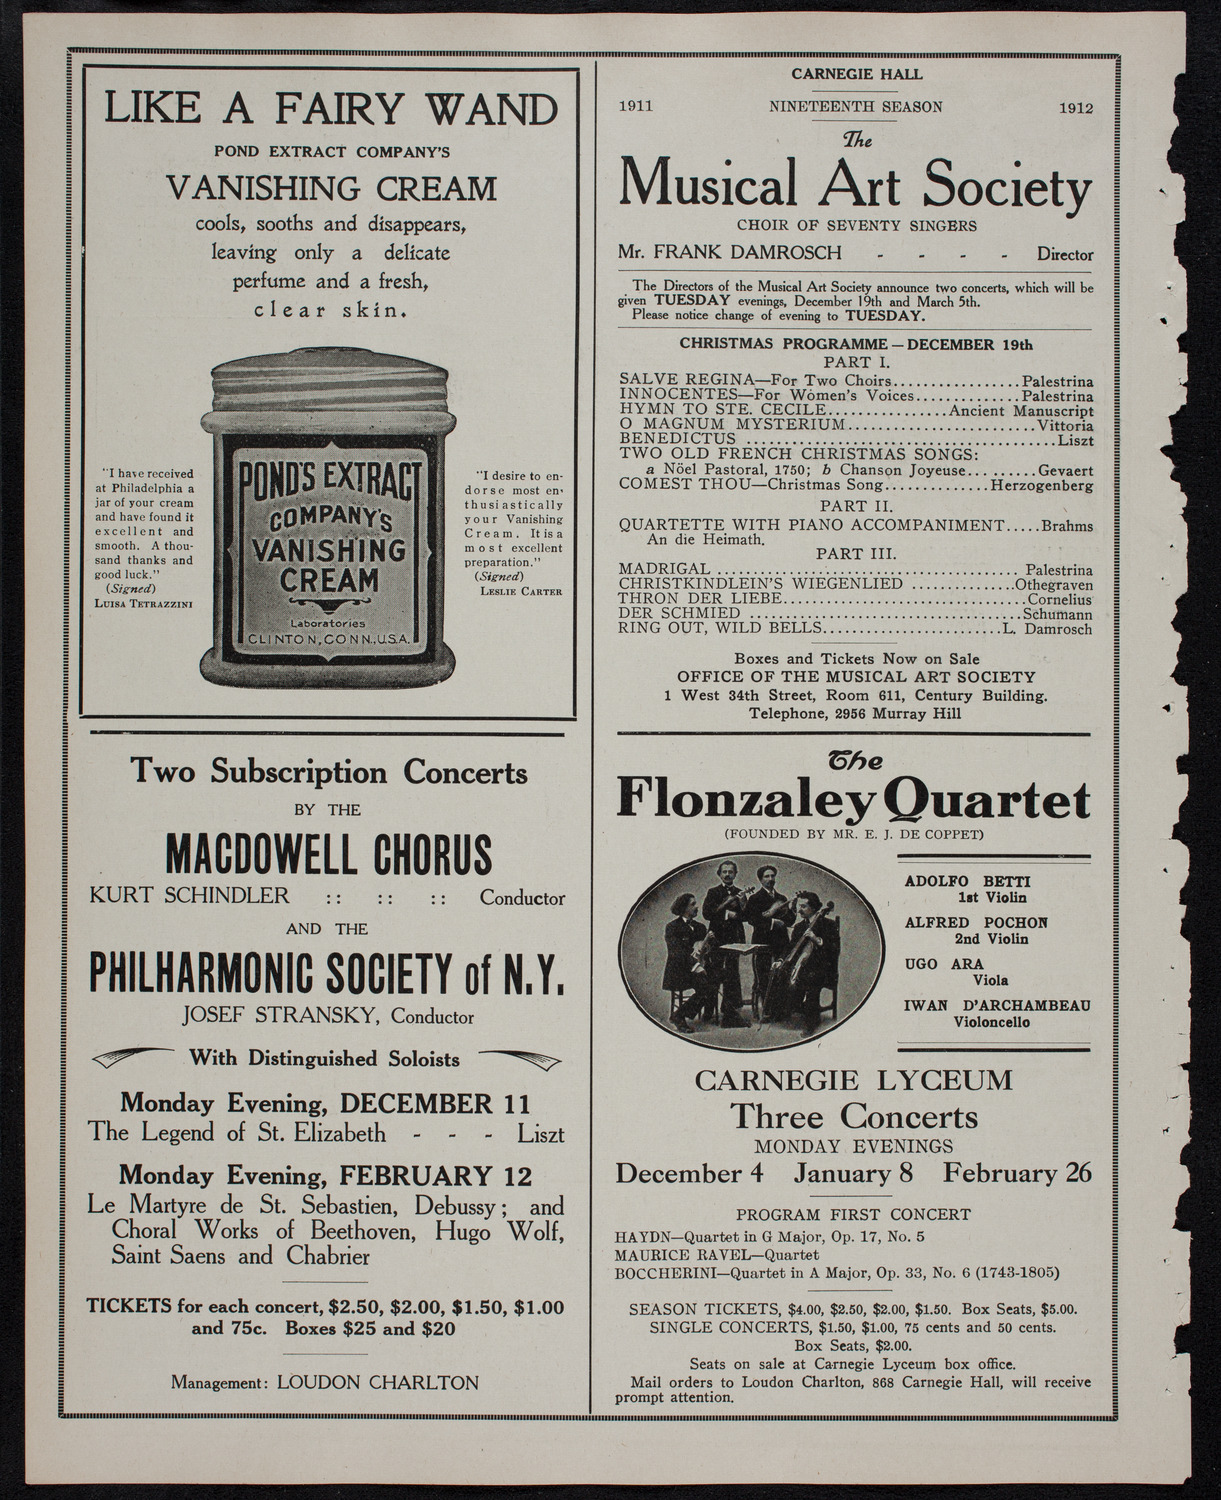 LIKE A FAIRY WAND
POND EXTRACT COMPANY'S
VANISHING CREAM
cools, sooths and disappears,
leaving only a delicate
perfume and a fresh,
clear skin.
"I have received
at Philadelphia a
jar of your cream
and have found it
excellent and
smooth. A thou-
sand thanks and
good luck."
(Signed)
LUISA TETRAZZINI
POND'S EXTRACT
COMPANY'S
VANISHING
CREAM
Laboratories
CLINTON, CONN., U.S.A.
"I desire to en-
dorse most en-
thusiastically
your Vanishing
Cream. It is a
most excellent
preparation."
(Signed)
LESLIE CARTER
Two Subscription Concerts
BY THE
MACDOWELL CHORUS
KURT SCHINDLER :: :: :: Conductor
AND THE
PHILHARMONIC SOCIETY of N.Y.
JOSEF STRANSKY, Conductor
With Distinguished Soloists
Monday Evening, DECEMBER 11
The Legend of St. Elizabeth - - - Liszt
Monday Evening, FEBRUARY 12
Le Martyre de St. Sebastien, Debussy; and
Choral Works of Beethoven, Hugo Wolf,
Saint Saens and Chabrier
TICKETS for each concert, $2.50, $2.00, $1.50, $1.00
and 75c. Boxes $25 and $20
Management: LOUDON CHARLTON
CARNEGIE HALL
1911 NINETEENTH SEASON 1912
The
Musical Art Society
CHOIR OF SEVENTY SINGERS
Mr. FRANK DAMROSCH - - - - Director
The Directors of the Musical Art Society announce two concerts, which will be
given TUESDAY evenings, December 19th and March 5th.
Please notice change of evening to TUESDAY.
CHRISTMAS PROGRAMME — DECEMBER 19th
PART I.
SALVE REGINA—For Two Choirs................Palestrina
INNOCENTES—For Women's Voices.............Palestrina
HYMN TO STE. CECILE...............Ancient Manuscript
O MAGNUM MYSTERIUM........................Vittoria
BENEDICTUS .......................................Liszt
TWO OLD FRENCH CHRISTMAS SONGS:
a Nöel Pastoral, 1750; b Chanson Joyeuse.........Gevaert
COMEST THOU—Christmas Song.............Herzogenberg
PART II.
QUARTETTE WITH PIANO ACCOMPANIMENT.....Brahms
An die Heimath.
PART III.
MADRIGAL ...................................... Palestrina
CHRISTKINDLEIN'S WIEGENLIED .............Othegraven
THRON DER LIEBE...............................Cornelius
DER SCHMIED ..................................Schumann
RING OUT, WILD BELLS.......................L. Damrosch
Boxes and Tickets Now on Sale
OFFICE OF THE MUSICAL ART SOCIETY
1 West 34th Street, Room 611, Century Building.
Telephone, 2956 Murray Hill
The
Flonzaley Quartet
(FOUNDED BY MR. E. J. DE COPPET)
ADOLFO BETTI
1st Violin
ALFRED POCHON
2nd Violin
UGO ARA
Viola
IWAN D'ARCHAMBEAU
Violoncello
CARNEGIE LYCEUM
Three Concerts
MONDAY EVENINGS
December 4 January 8 February 26
PROGRAM FIRST CONCERT
HAYDN—Quartet in G Major, Op. 17, No. 5
MAURICE RAVEL—Quartet
BOCCHERINI—Quartet in A Major, Op. 33, No. 6 (1743-1805)
SEASON TICKETS, $4.00, $2.50, $2.00, $1.50. Box Seats, $5.00.
SINGLE CONCERTS, $1.50, $1.00, 75 cents and 50 cents.
Box Seats, $2.00.
Seats on sale at Carnegie Lyceum box office.
Mail orders to Loudon Charlton, 868 Carnegie Hall, will receive
prompt attention.